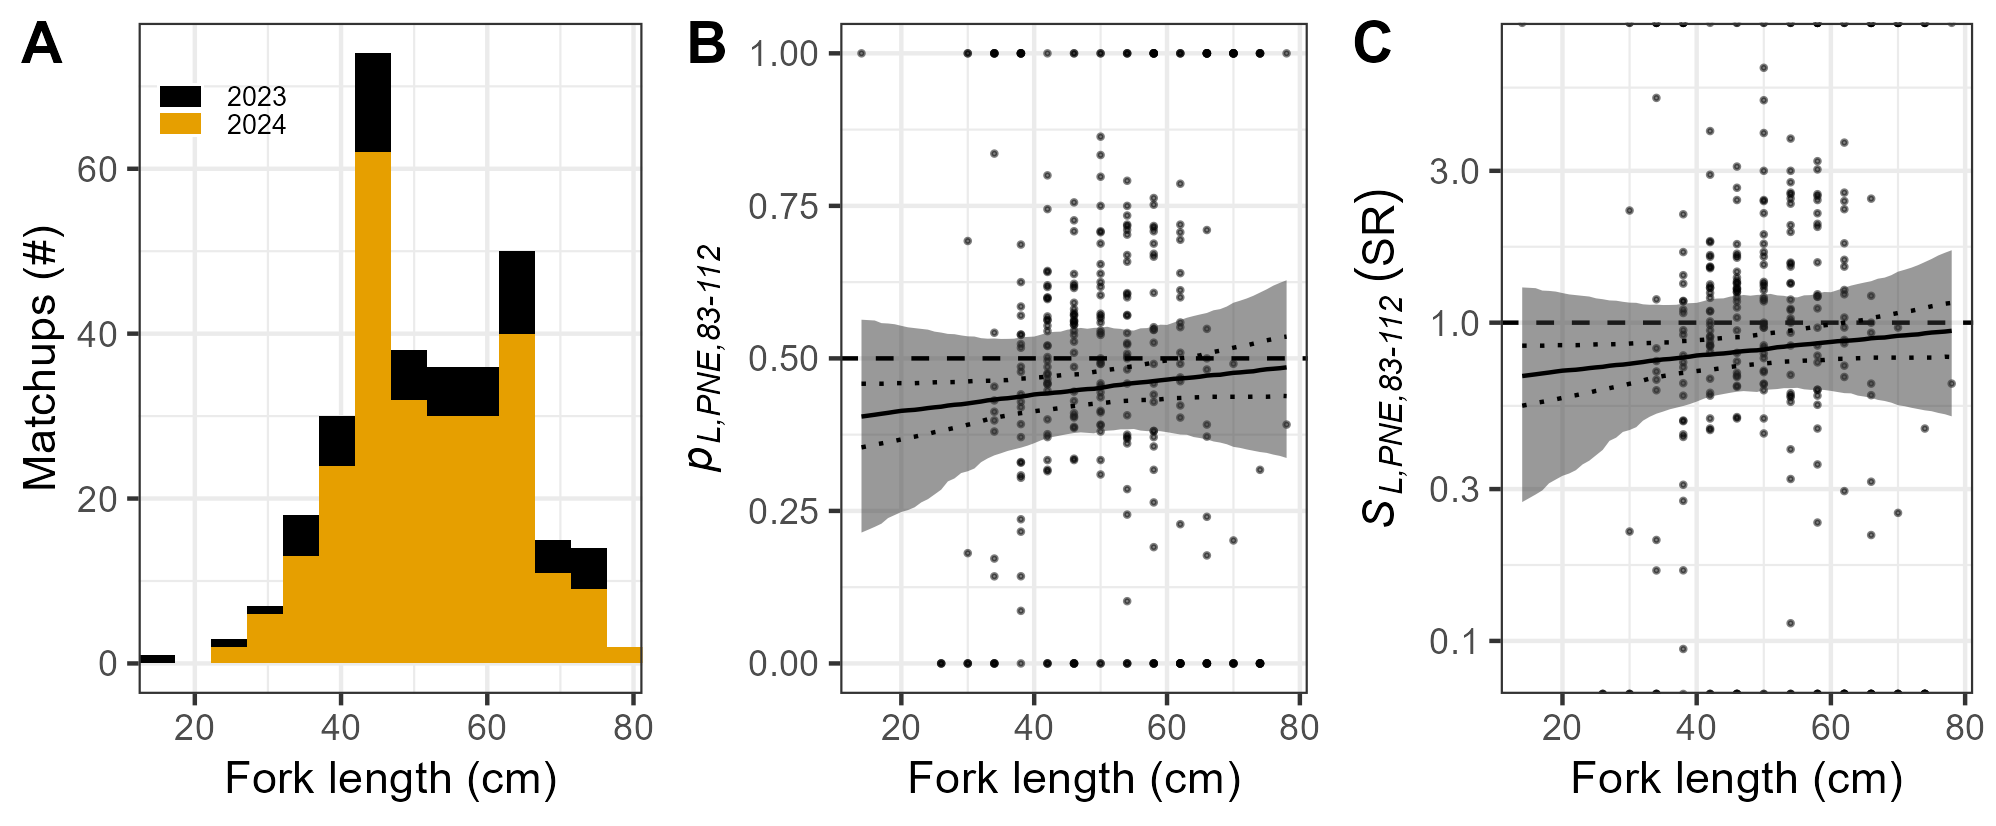 A
2023
2024
Matchups (#)
60
40
20
0
20 40 60 80
Fork length (cm)
B
pL,PNE,83-112
1.00
0.75
0.50
0.25
0.00
20 40 60 80
Fork length (cm)
C
SL,PNE,83-112 (SR)
3.0
1.0
0.3
0.1
20 40 60 80
Fork length (cm)